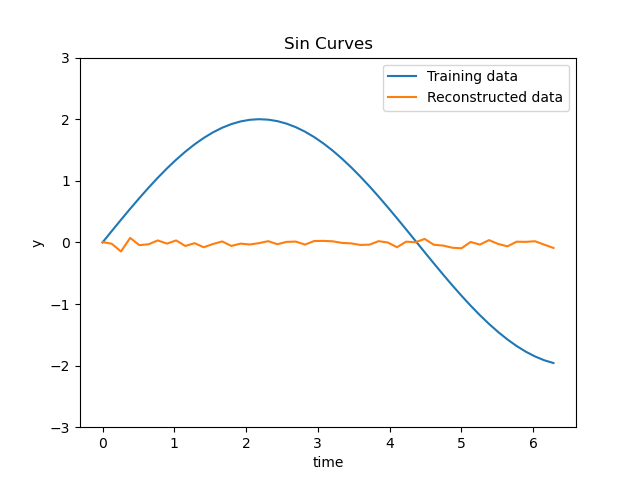 Sin Curves
Training data
Reconstructed data
3
2
1
0
−1
−2
−3
y
0 1 2 3 4 5 6
time